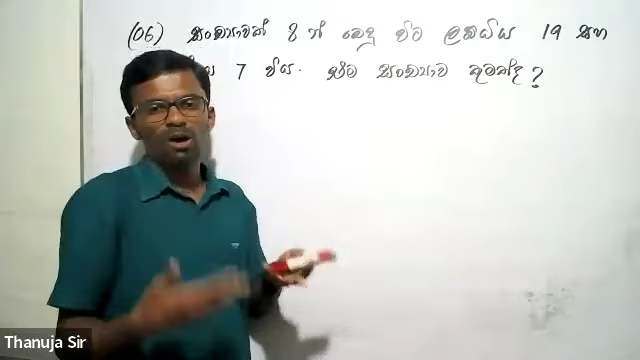 (06) සංඛ්‍යාවක් 8 න් බෙදූ විට ලබ්ධිය 19 සහ
7 විය. එම සංඛ්‍යාව කුමක්ද?
Thanuja Sir